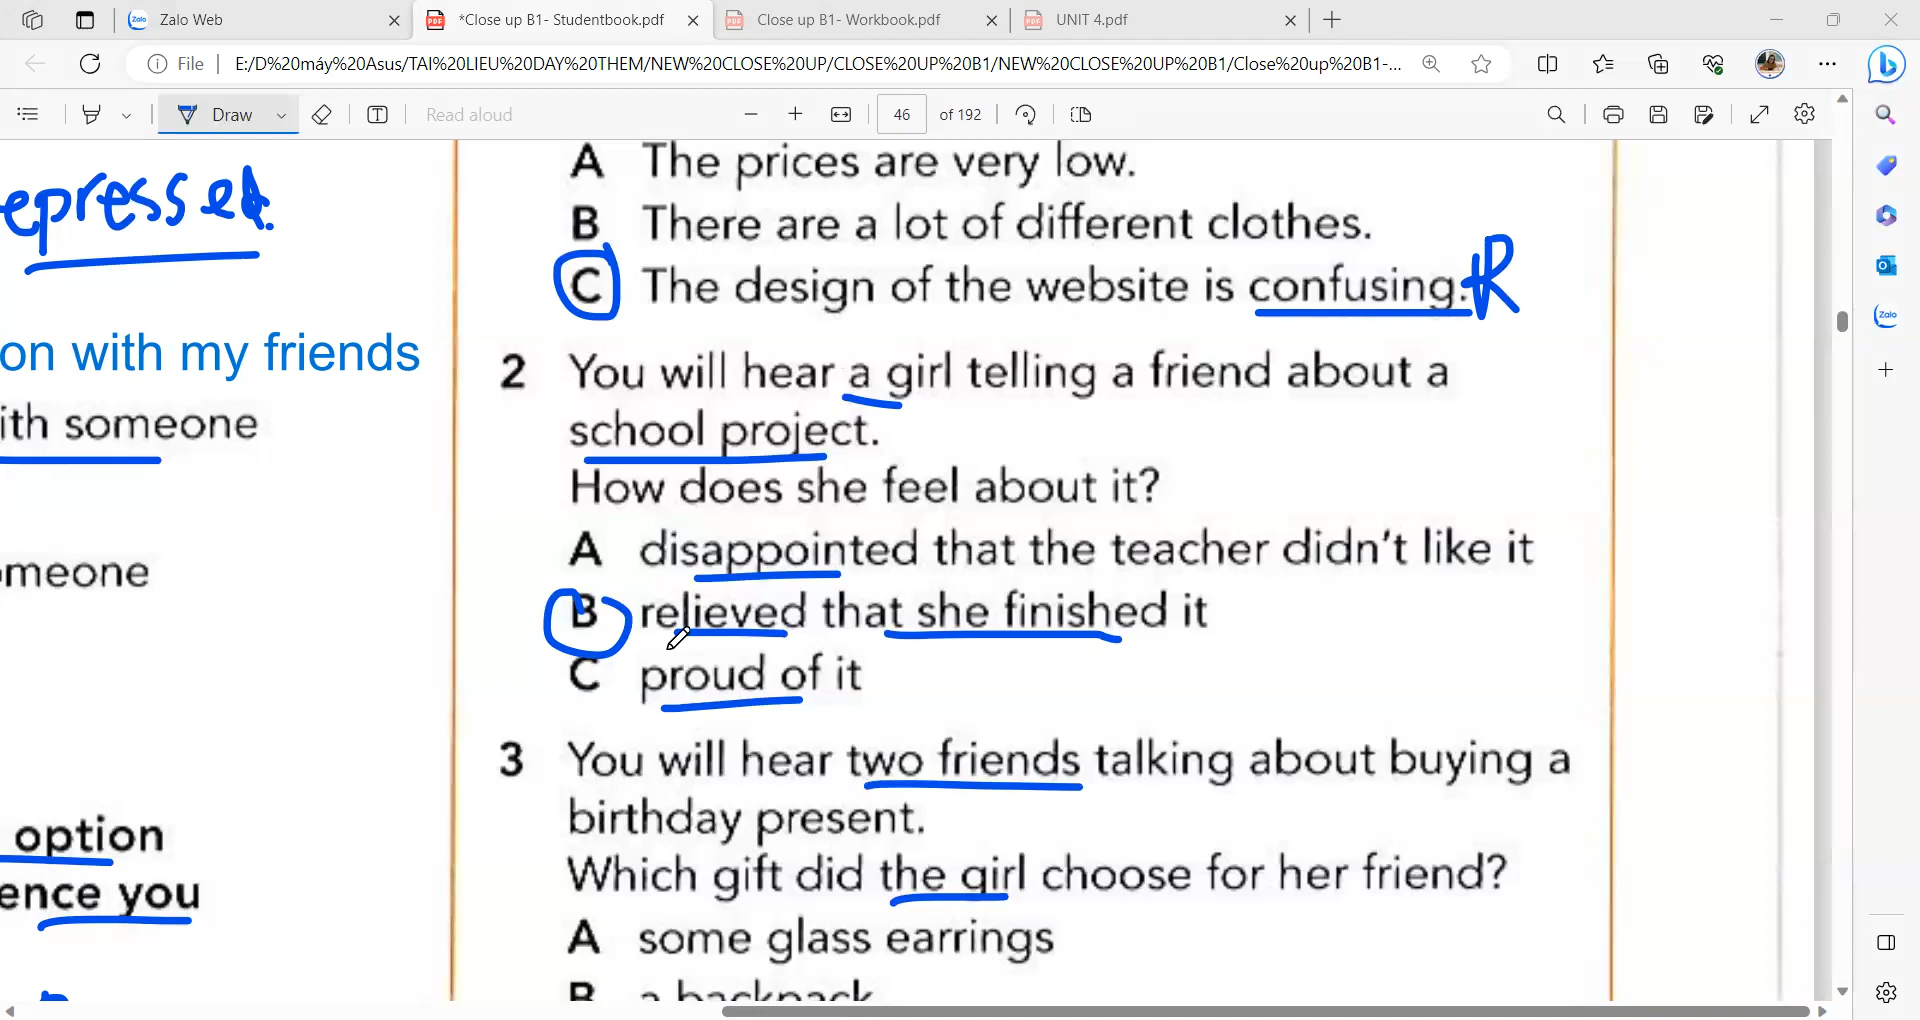 Zalo Web
*Close up B1- Studentbook.pdf
Close up B1- Workbook.pdf
UNIT 4.pdf
File
E:/D%20máy%20Asus/TAI%20LIEU%20DAY%20THEM/NEW%20CLOSE%20UP/CLOSE%20UP%20B1/NEW%20CLOSE%20UP%20B1/Close%20up%20B1-...
Draw
Read aloud
46 of 192
epressed
on with my friends
ith someone
meone
option
ence you
A The prices are very low.
B There are a lot of different clothes.
C The design of the website is confusing. R
2 You will hear a girl telling a friend about a
school project.
How does she feel about it?
A disappointed that the teacher didn't like it
B relieved that she finished it
C proud of it
3 You will hear two friends talking about buying a
birthday present.
Which gift did the girl choose for her friend?
A some glass earrings
B a backpack